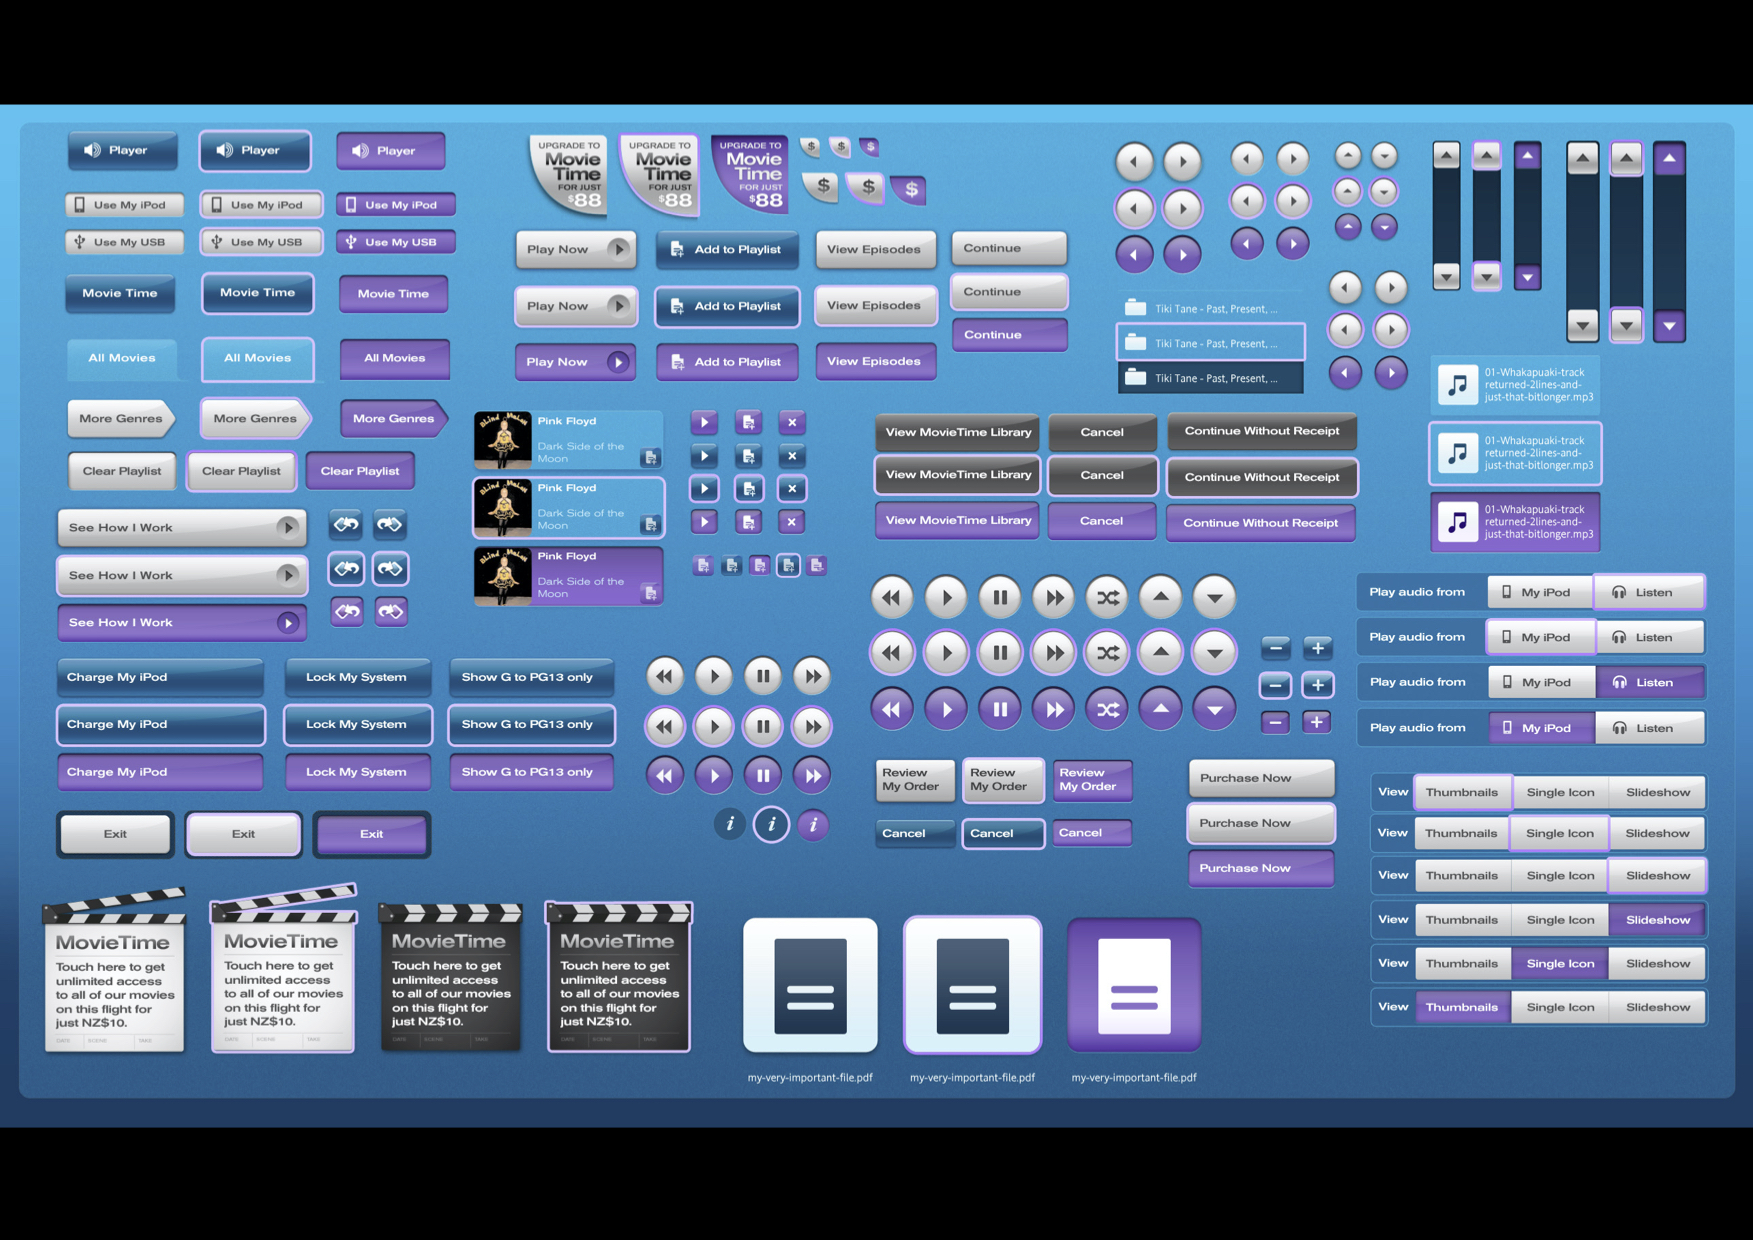 Player
Player
Player
Use My iPod
Use My iPod
Use My iPod
Use My USB
Use My USB
Use My USB
Movie Time
Movie Time
Movie Time
All Movies
All Movies
All Movies
More Genres
More Genres
More Genres
Clear Playlist
Clear Playlist
Clear Playlist
See How I Work
See How I Work
See How I Work
Charge My iPod
Lock My System
Show G to PG13 only
Charge My iPod
Lock My System
Show G to PG13 only
Charge My iPod
Lock My System
Show G to PG13 only
Exit
Exit
Exit
UPGRADE TO
Movie
Time
FOR JUST
$88
UPGRADE TO
Movie
Time
FOR JUST
$88
UPGRADE TO
Movie
Time
FOR JUST
$88
$ $ $
$ $ $
Play Now
Add to Playlist
View Episodes
Continue
Play Now
Add to Playlist
View Episodes
Continue
Play Now
Add to Playlist
View Episodes
Continue
Pink Floyd
Dark Side of the
Moon
Pink Floyd
Dark Side of the
Moon
Pink Floyd
Dark Side of the
Moon
Tiki Tane - Past, Present, ...
Tiki Tane - Past, Present, ...
Tiki Tane - Past, Present, ...
01-Whakapuaki-track
returned-2lines-and-
just-that-bitlonger.mp3
01-Whakapuaki-track
returned-2lines-and-
just-that-bitlonger.mp3
01-Whakapuaki-track
returned-2lines-and-
just-that-bitlonger.mp3
View MovieTime Library
Cancel
Continue Without Receipt
View MovieTime Library
Cancel
Continue Without Receipt
View MovieTime Library
Cancel
Continue Without Receipt
Play audio from My iPod Listen
Play audio from My iPod Listen
Play audio from My iPod Listen
Play audio from My iPod Listen
i i i
Review
My Order
Review
My Order
Review
My Order
Cancel
Cancel
Cancel
Purchase Now
Purchase Now
Purchase Now
View Thumbnails Single Icon Slideshow
View Thumbnails Single Icon Slideshow
View Thumbnails Single Icon Slideshow
View Thumbnails Single Icon Slideshow
View Thumbnails Single Icon Slideshow
View Thumbnails Single Icon Slideshow
MovieTime
Touch here to get
unlimited access
to all of our movies
on this flight for
just NZ$10.
DATE SCENE TAKE
MovieTime
Touch here to get
unlimited access
to all of our movies
on this flight for
just NZ$10.
DATE SCENE TAKE
MovieTime
Touch here to get
unlimited access
to all of our movies
on this flight for
just NZ$10.
DATE SCENE TAKE
MovieTime
Touch here to get
unlimited access
to all of our movies
on this flight for
just NZ$10.
DATE SCENE TAKE
my-very-important-file.pdf
my-very-important-file.pdf
my-very-important-file.pdf